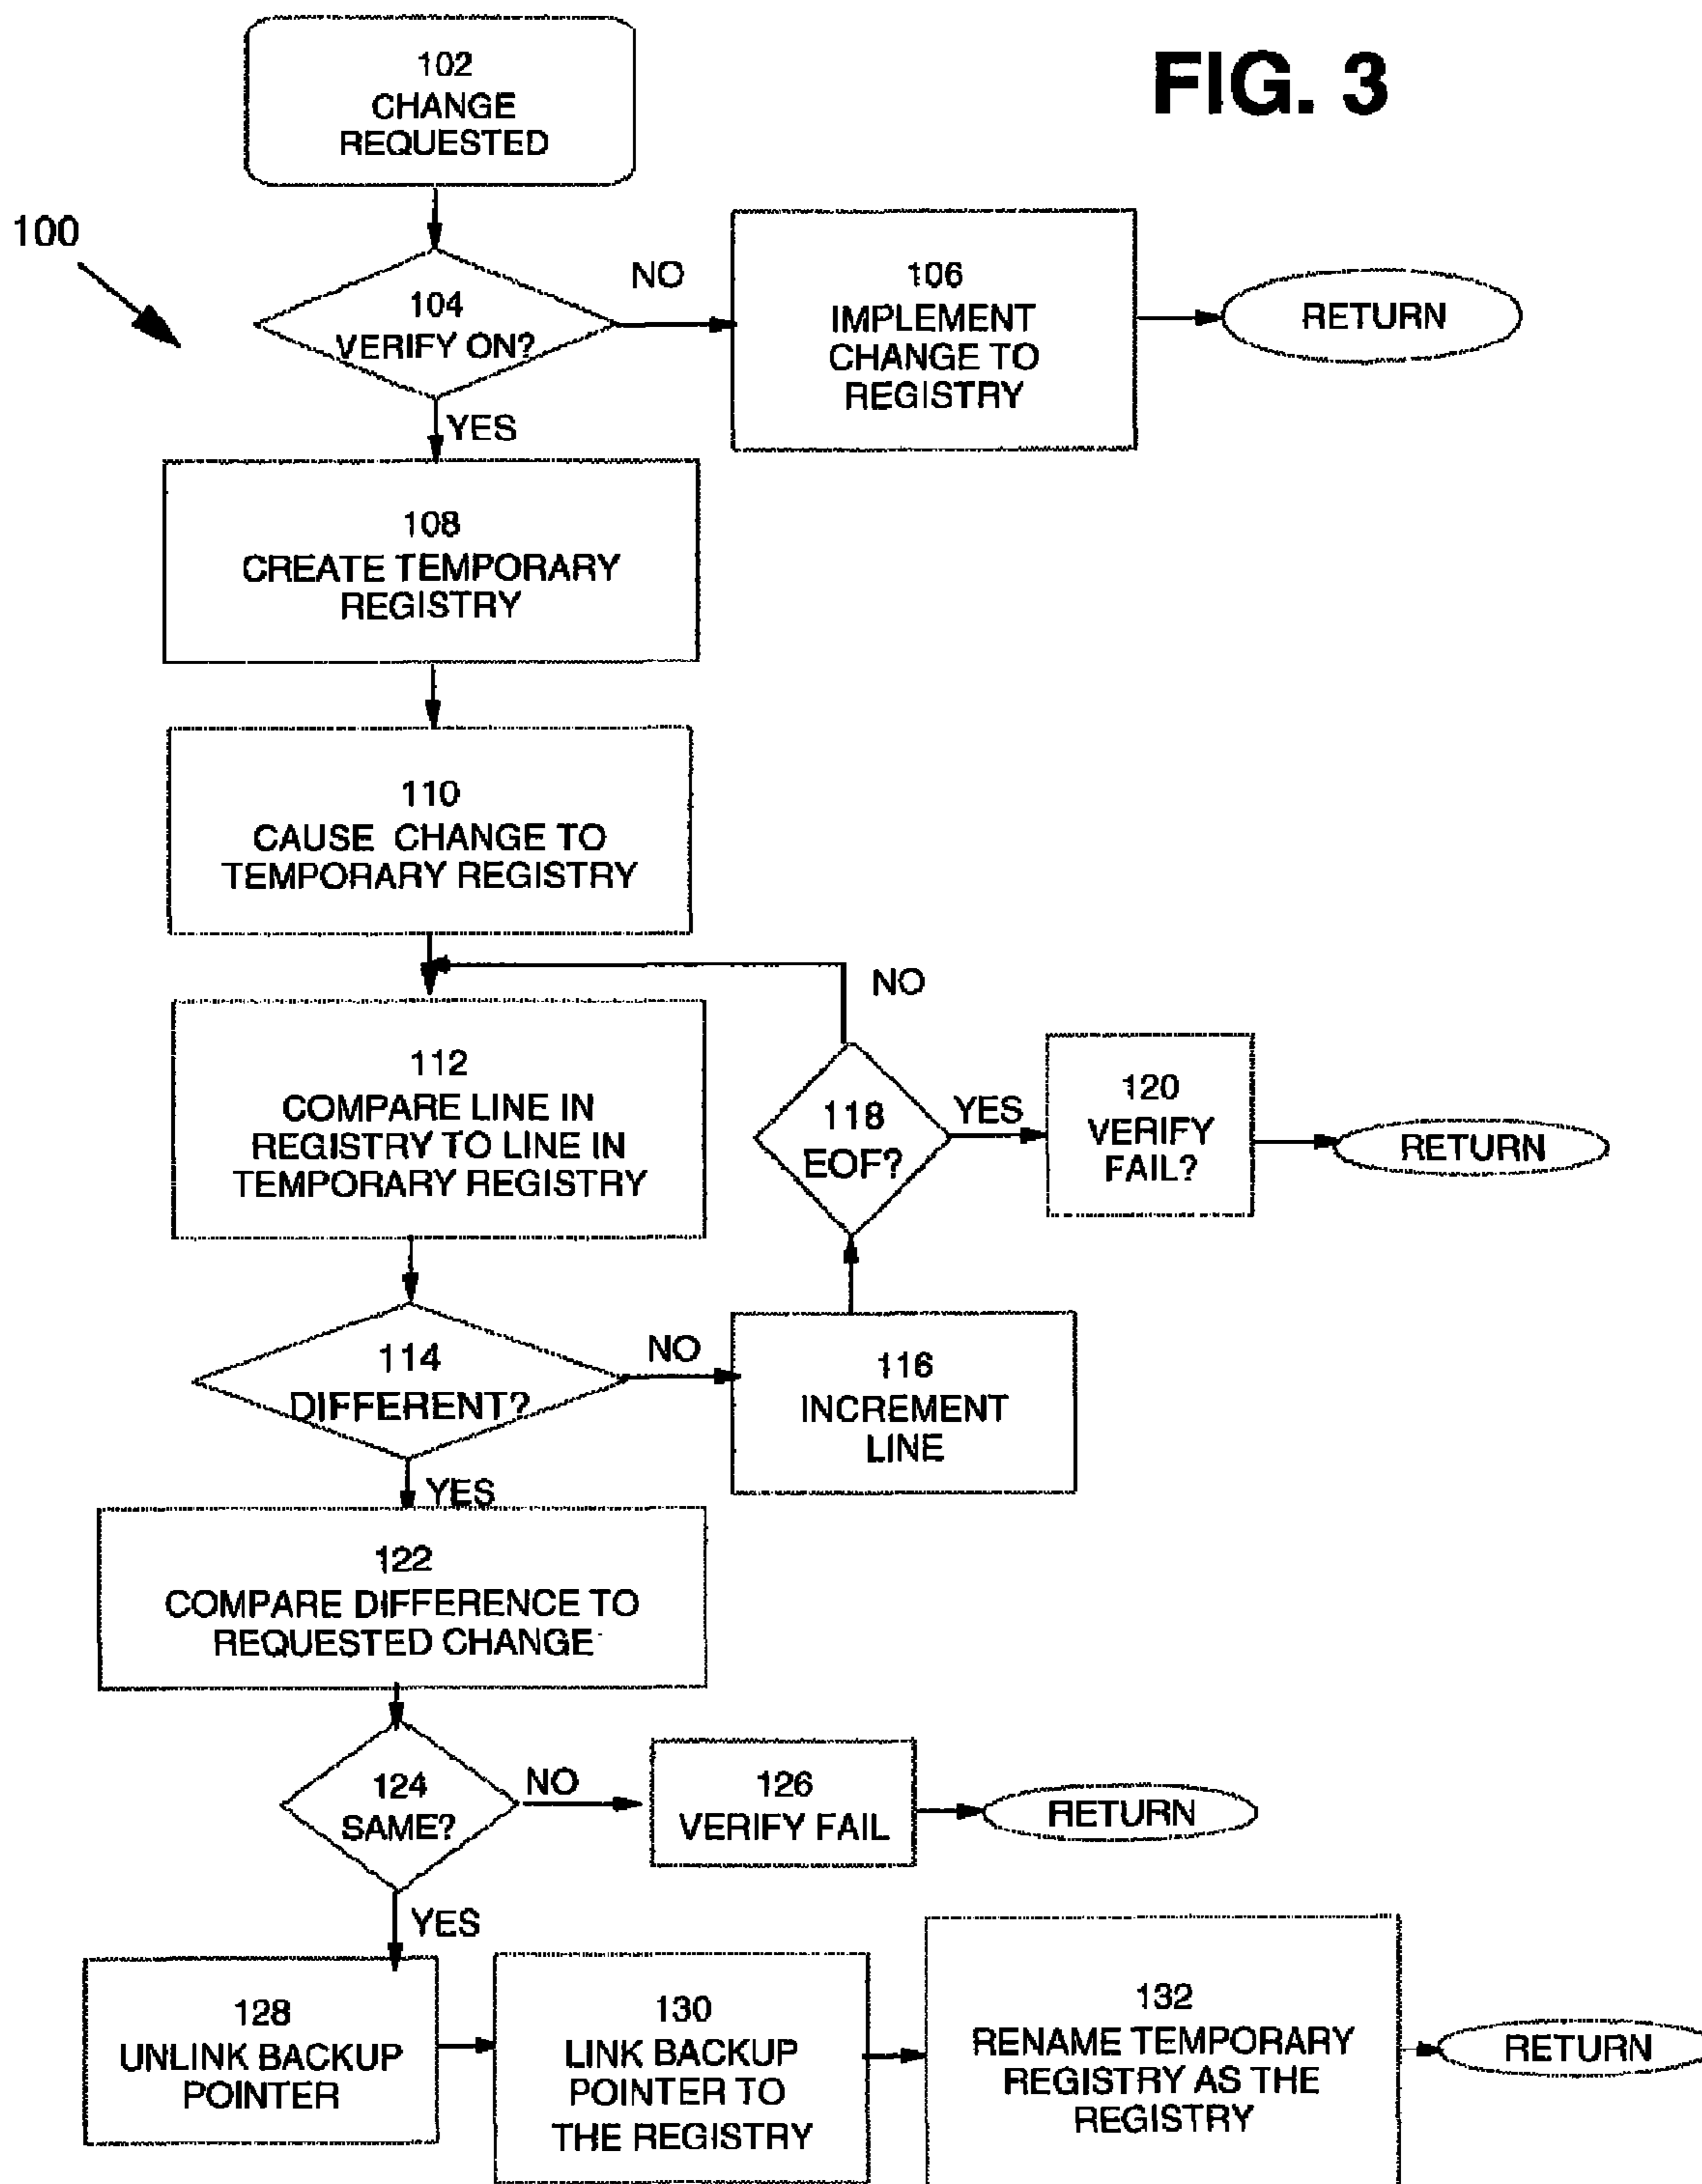 FIG. 3
102
CHANGE
REQUESTED
100
104
VERIFY ON?
NO
106
IMPLEMENT
CHANGE TO
REGISTRY
RETURN
YES
108
CREATE TEMPORARY
REGISTRY
110
CAUSE CHANGE TO
TEMPORARY REGISTRY
112
COMPARE LINE IN
REGISTRY TO LINE IN
TEMPORARY REGISTRY
NO
118
EOF?
YES
120
VERIFY
FAIL?
RETURN
114
DIFFERENT?
NO
116
INCREMENT
LINE
YES
122
COMPARE DIFFERENCE TO
REQUESTED CHANGE
124
SAME?
NO
126
VERIFY FAIL
RETURN
YES
128
UNLINK BACKUP
POINTER
130
LINK BACKUP
POINTER TO
THE REGISTRY
132
RENAME TEMPORARY
REGISTRY AS THE
REGISTRY
RETURN